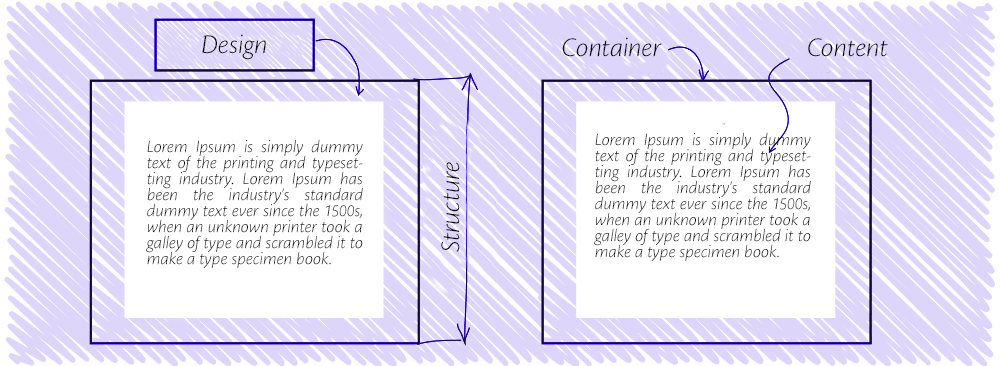 Design
Lorem Ipsum is simply dummy
text of the printing and typeset-
ting industry. Lorem Ipsum has
been the industry's standard
dummy text ever since the 1500s,
when an unknown printer took a
galley of type and scrambled it to
make a type specimen book.
Structure
Container
Content
Lorem Ipsum is simply dummy
text of the printing and typeset-
ting industry. Lorem Ipsum has
been the industry's standard
dummy text ever since the 1500s,
when an unknown printer took a
galley of type and scrambled it to
make a type specimen book.